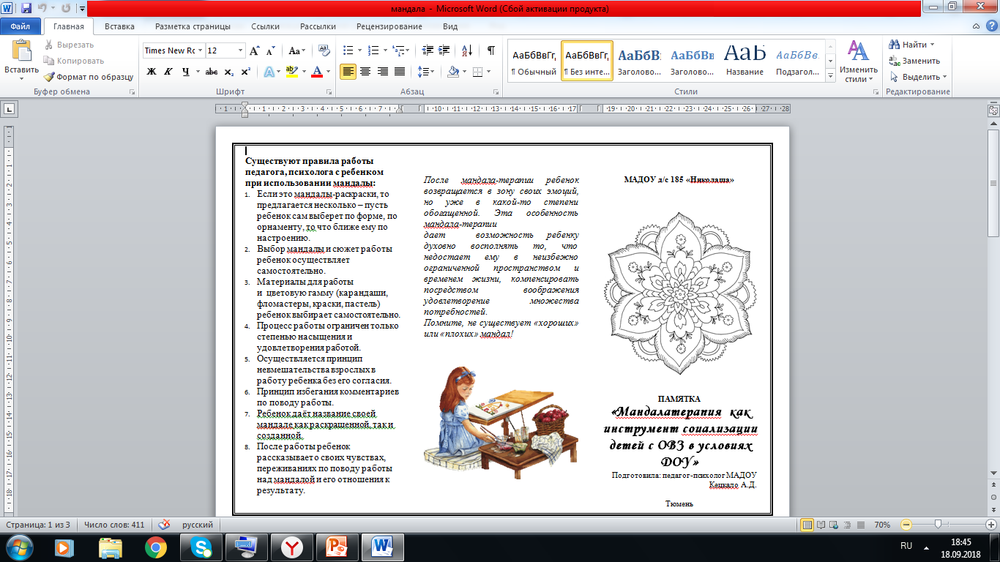 мандала - Microsoft Word (Сбой активации продукта)
Файл Главная Вставка Разметка страницы Ссылки Рассылки Рецензирование Вид
Вставить
Вырезать
Копировать
Формат по образцу
Буфер обмена
Times New Rc 12
Ж К Ч abc x₂ x²
Шрифт
Абзац
АаБбВвГг, АаБбВвГг, АаБбВ АаБбВв АаБ АаБбВв.
¶ Обычный ¶ Без инте... Заголово... Заголово... Название Подзагол...
Стили
Изменить
стили
Найти
Заменить
Выделить
Редактирование
Существуют правила работы
педагога, психолога с ребенком
при использовании мандалы:
1. Если это мандалы-раскраски, то
предлагается несколько – пусть
ребенок сам выберет по форме, по
орнаменту, то что ближе ему по
настроению.
2. Выбор мандалы и сюжет работы
ребенок осуществляет
самостоятельно.
3. Материалы для работы
и цветовую гамму (карандаши,
фломастеры, краски, пастель)
ребенок выбирает самостоятельно.
4. Процесс работы ограничен только
степенью насыщения и
удовлетворения работой.
5. Осуществляется принцип
невмешательства взрослых в
работу ребенка без его согласия.
6. Принцип избегания комментариев
по поводу работы.
7. Ребенок даёт название своей
мандале как раскрашенной, так и
созданной.
8. После работы ребенок
рассказывает о своих чувствах,
переживаниях по поводу работы
над мандалой и его отношения к
результату.
После мандала-терапии ребенок
возвращается в зону своих эмоций,
но уже в какой-то степени
обогащенной. Эта особенность
мандала-терапии
дает возможность ребенку
духовно восполнять то, что
недостает ему в неизбежно
ограниченной пространством и
временем жизни, компенсировать
посредством воображения
удовлетворение множества
потребностей.
Помните, не существует «хороших»
или «плохих» мандал!
МАДОУ д/с 185 «Николаша»
ПАМЯТКА
«Мандалатерапия как
инструмент соиализации
детей с ОВЗ в условиях
ДОУ»
Подготовила: педагог-психолог МАДОУ
Кецкало А.Д.
Тюмень
Страница: 1 из 3 Число слов: 411 русский 70%
RU 18:45
18.09.2018